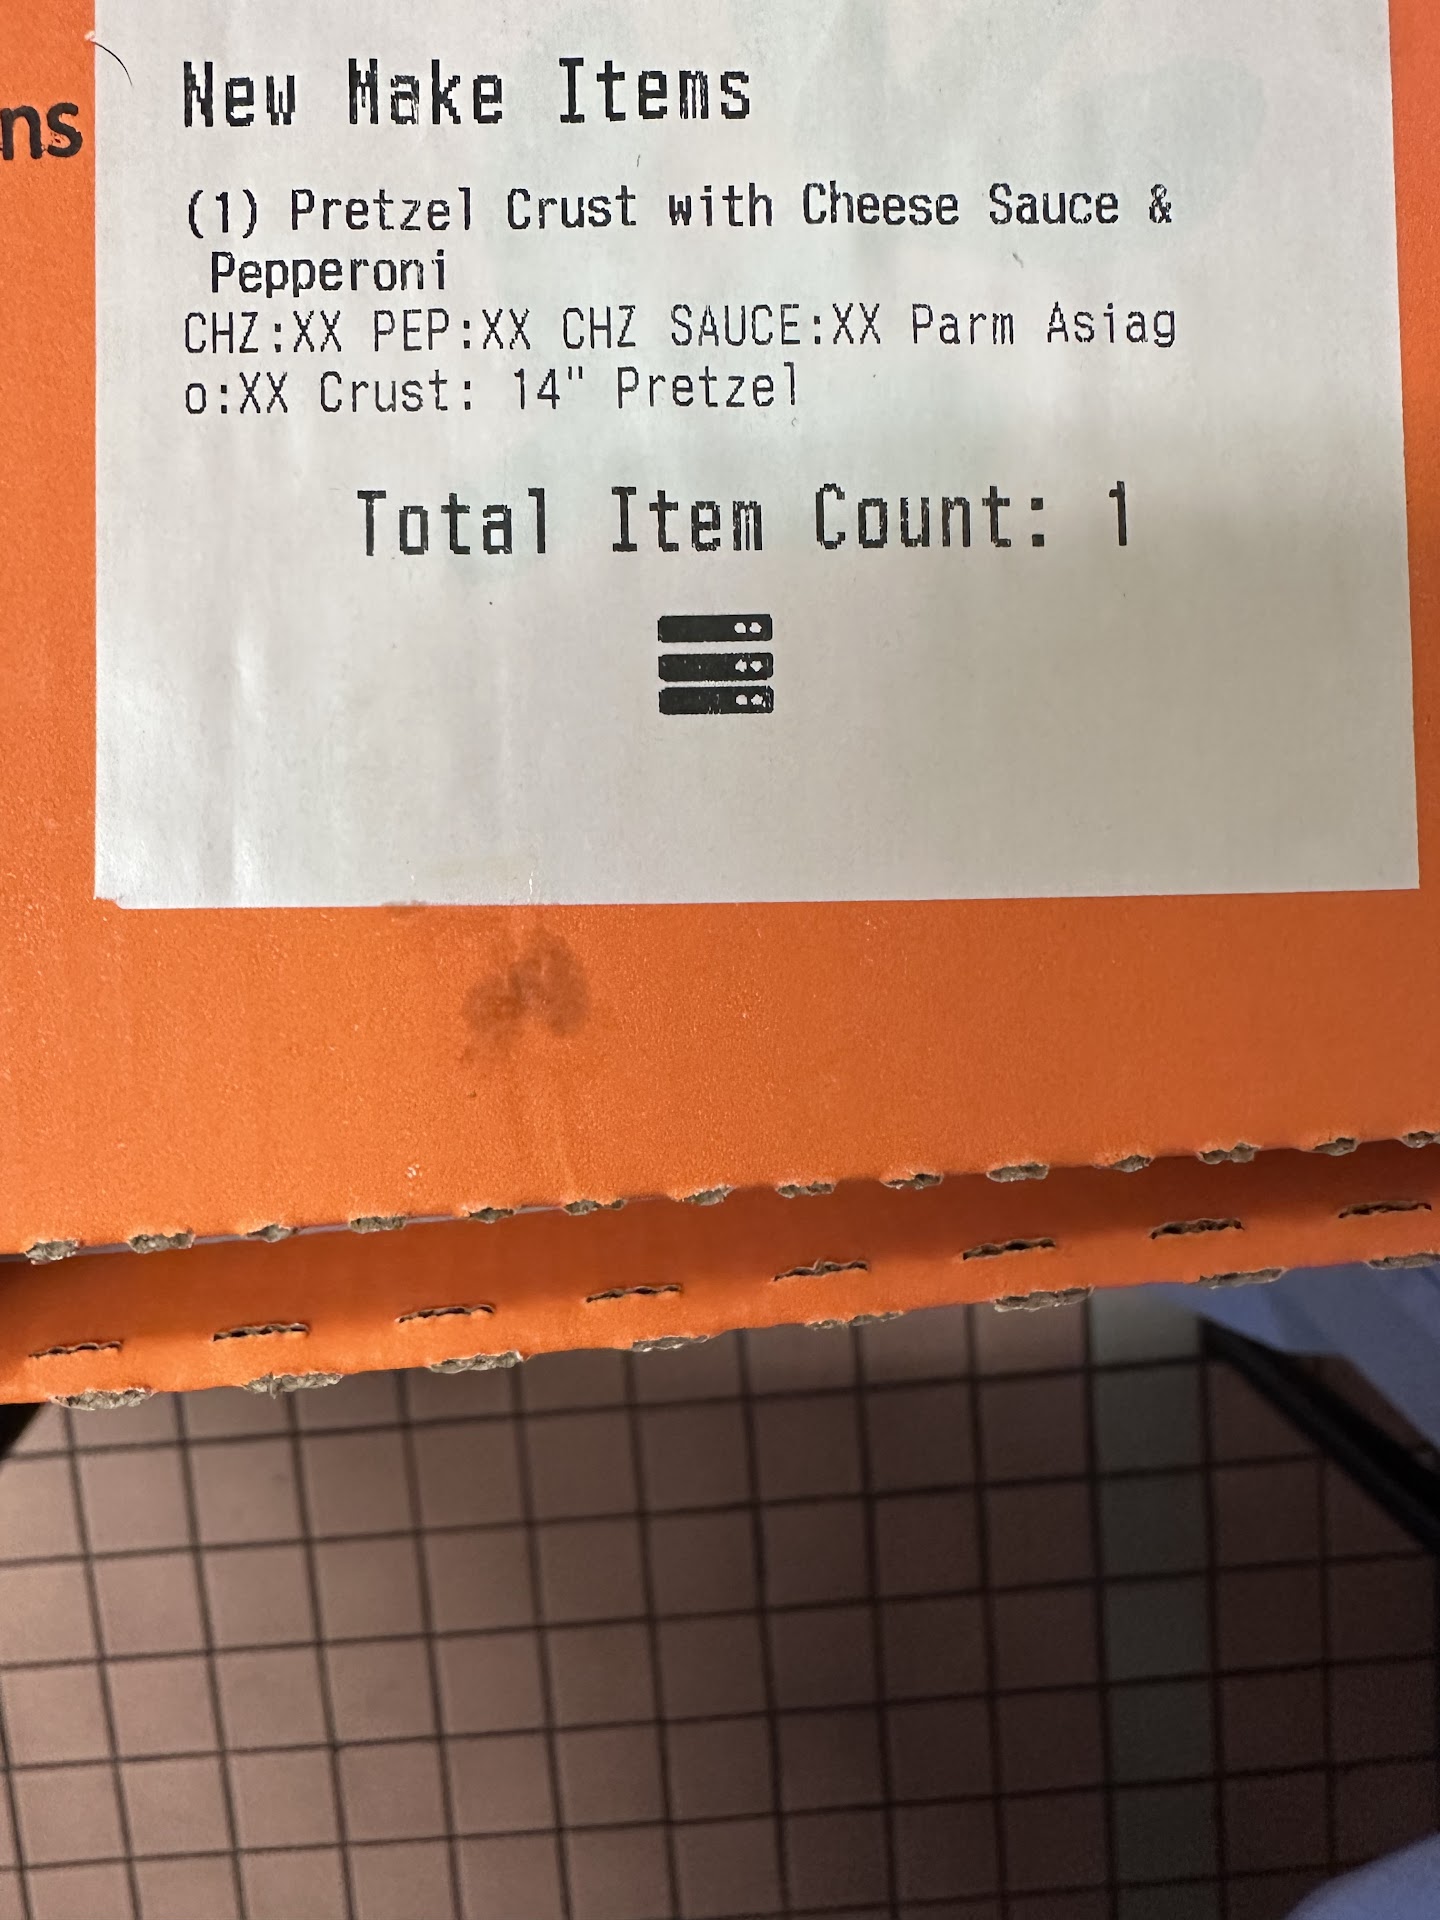 ns
New Make Items
(1) Pretzel Crust with Cheese Sauce &
Pepperoni
CHZ:XX PEP:XX CHZ SAUCE:XX Parm Asiag
o:XX Crust: 14" Pretzel
Total Item Count: 1